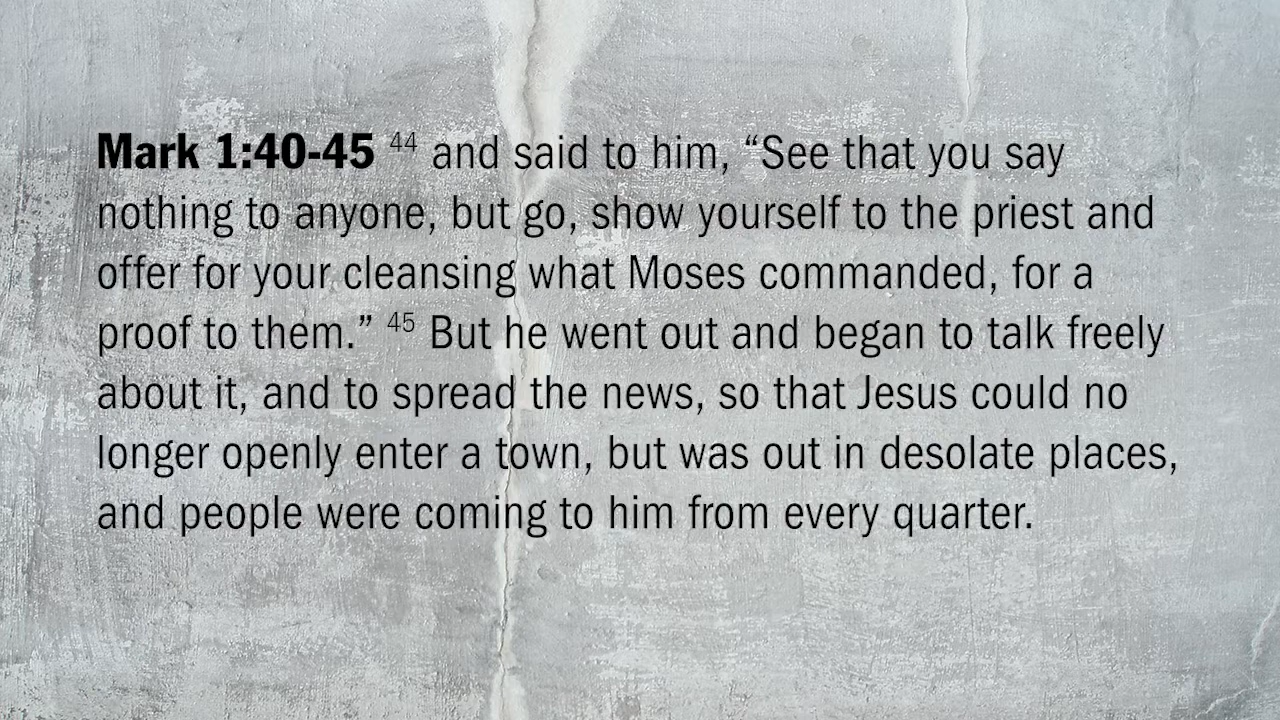 Mark 1:40-45 44 and said to him, “See that you say
nothing to anyone, but go, show yourself to the priest and
offer for your cleansing what Moses commanded, for a
proof to them.” 45 But he went out and began to talk freely
about it, and to spread the news, so that Jesus could no
longer openly enter a town, but was out in desolate places,
and people were coming to him from every quarter.